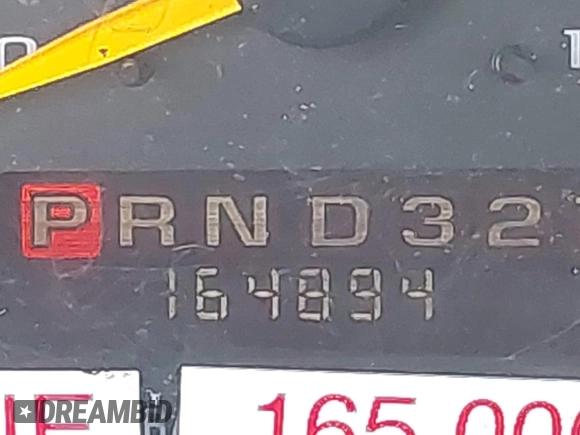 PRND32
164894
165,00
DREAMBID